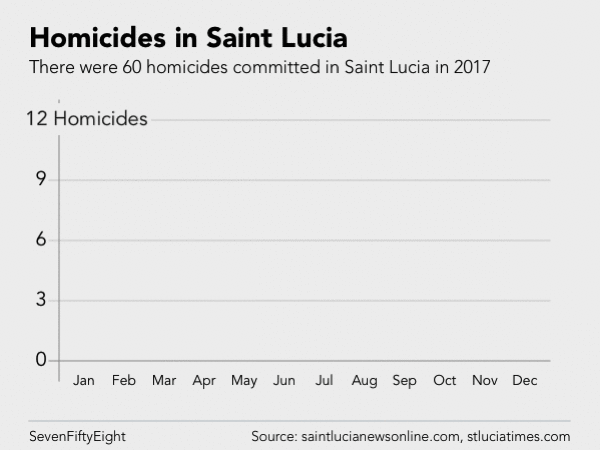 Homicides in Saint Lucia
There were 60 homicides committed in Saint Lucia in 2017
12 Homicides
9
6
3
0
Jan Feb Mar Apr May Jun Jul Aug Sep Oct Nov Dec
SevenFiftyEight Source: saintlucianewsonline.com, stluciatimes.com